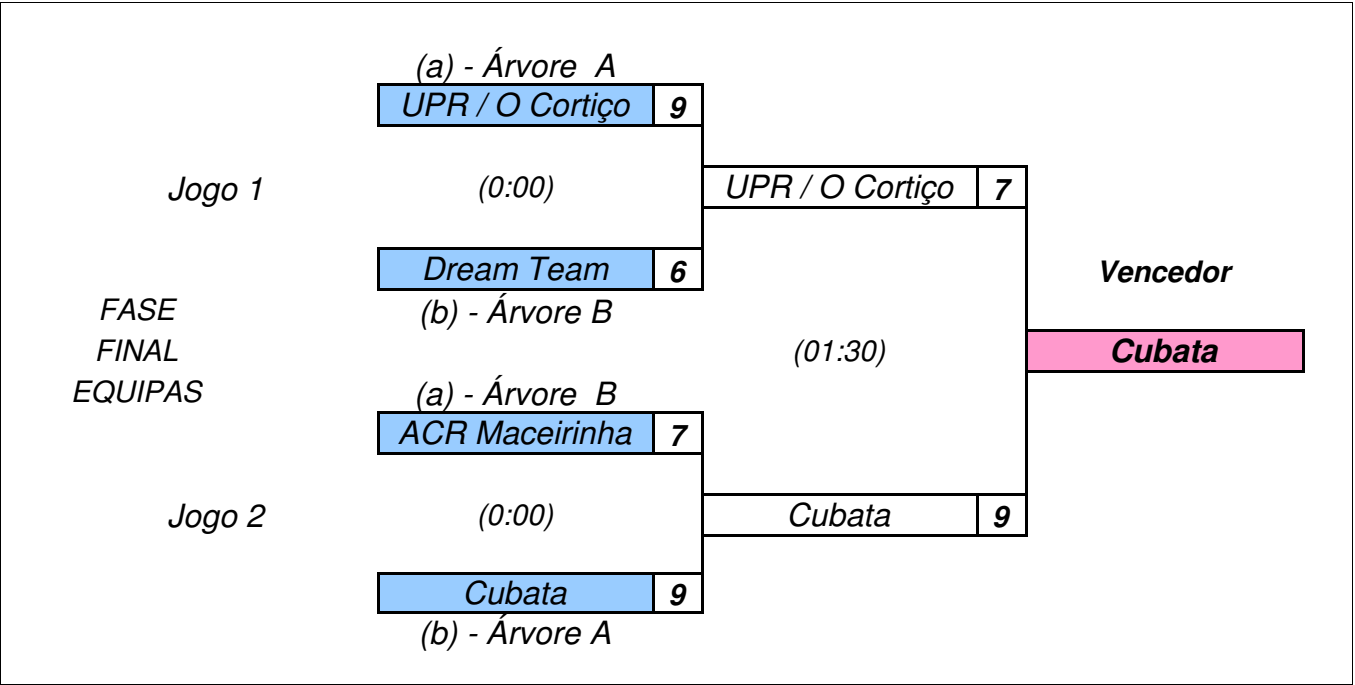 (a) - Árvore A
UPR / O Cortiço 9
Jogo 1 (0:00) UPR / O Cortiço 7
Dream Team 6 Vencedor
(b) - Árvore B
FASE
FINAL (01:30) Cubata
EQUIPAS (a) - Árvore B
ACR Maceirinha 7
Jogo 2 (0:00) Cubata 9
Cubata 9
(b) - Árvore A